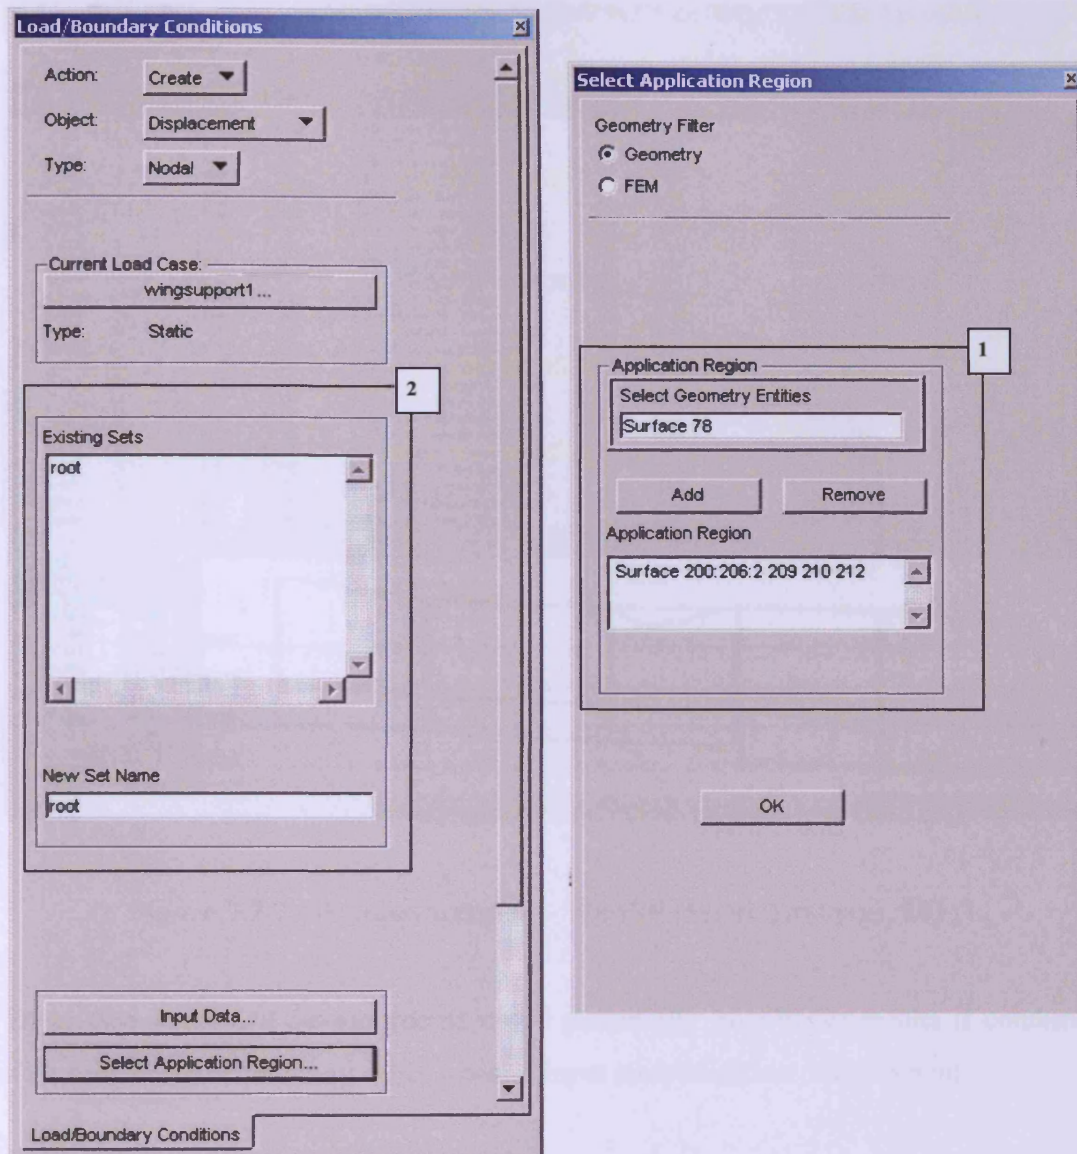 Load/Boundary Conditions
Action: Create
Object: Displacement
Type: Nodal
Current Load Case:
wingsupport1...
Type: Static
2
Existing Sets
root
New Set Name
root
Input Data...
Select Application Region...
Load/Boundary Conditions
Select Application Region
Geometry Filter
Geometry
FEM
1
Application Region
Select Geometry Entities
Surface 78
Add Remove
Application Region
Surface 200:206:2 209 210 212
OK